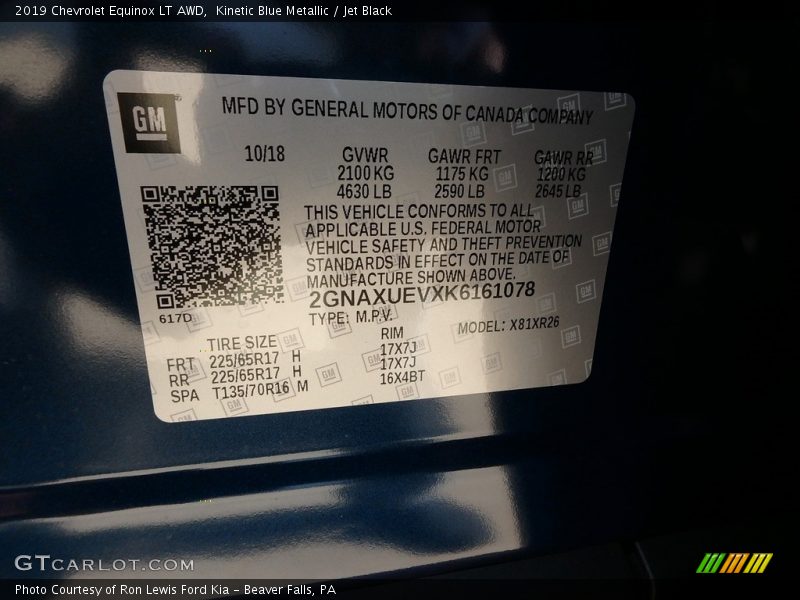 2019 Chevrolet Equinox LT AWD, Kinetic Blue Metallic / Jet Black
GM
MFD BY GENERAL MOTORS OF CANADA COMPANY
10/18 GVWR GAWR FRT GAWR RR
2100 KG 1175 KG 1200 KG
4630 LB 2590 LB 2645 LB
THIS VEHICLE CONFORMS TO ALL
APPLICABLE U.S. FEDERAL MOTOR
VEHICLE SAFETY AND THEFT PREVENTION
STANDARDS IN EFFECT ON THE DATE OF
MANUFACTURE SHOWN ABOVE.
2GNAXUEVXK6161078
617D TYPE: M.P.V. MODEL: X81XR26
TIRE SIZE RIM
FRT 225/65R17 H 17X7J
RR 225/65R17 H 17X7J
SPA T135/70R16 M 16X4BT
GTCARLOT.COM
Photo Courtesy of Ron Lewis Ford Kia - Beaver Falls, PA